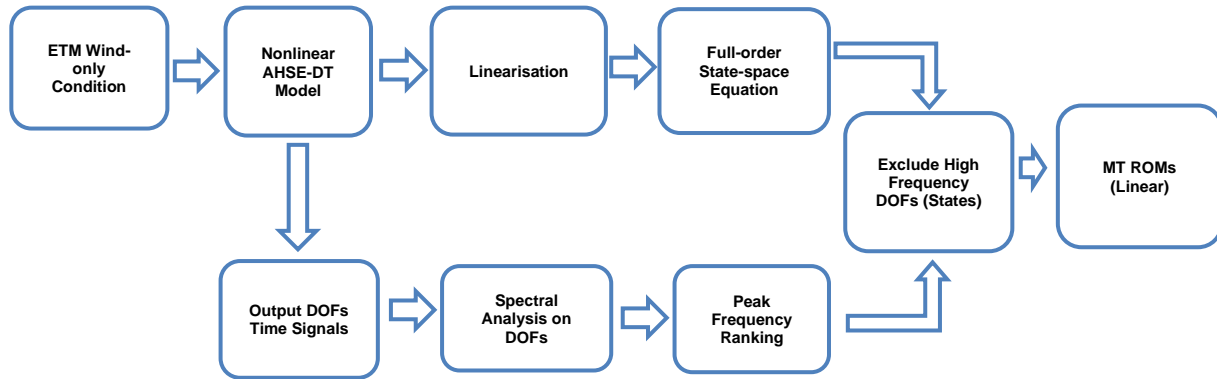 ETM Wind-
only
Condition
Nonlinear
AHSE-DT
Model
Linearisation
Full-order
State-space
Equation
Exclude High
Frequency
DOFs (States)
MT ROMs
(Linear)
Output DOFs
Time Signals
Spectral
Analysis on
DOFs
Peak
Frequency
Ranking